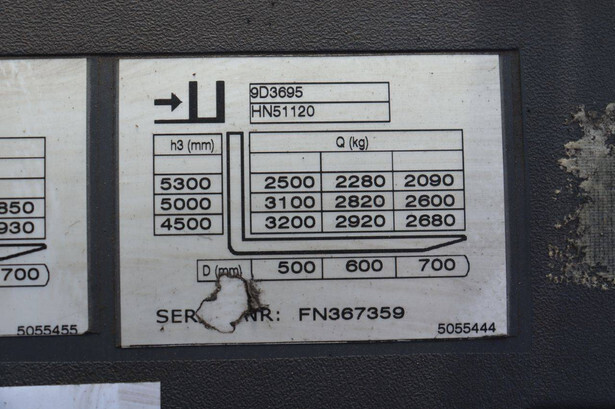 850
930
700
5055455
9D3695
HN51120
h3 (mm) Q (kg)
5300 2500 2280 2090
5000 3100 2820 2600
4500 3200 2920 2680
D (mm) 500 600 700
NR: FN367359
5055444